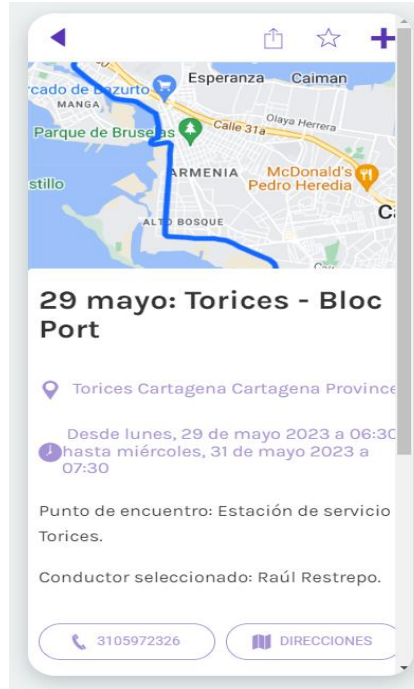 Esperanza Caiman
cado de Bazurto
MANGA
Calle 31a
Olaya Herrera
Parque de Bruselas
ARMENIA
McDonald's
Pedro Heredia
stillo
ALTO BOSQUE
29 mayo: Torices - Bloc
Port
Torices Cartagena Cartagena Province
Desde lunes, 29 de mayo 2023 a 06:30
hasta miércoles, 31 de mayo 2023 a
07:30
Punto de encuentro: Estación de servicio
Torices.
Conductor seleccionado: Raúl Restrepo.
3105972326
DIRECCIONES